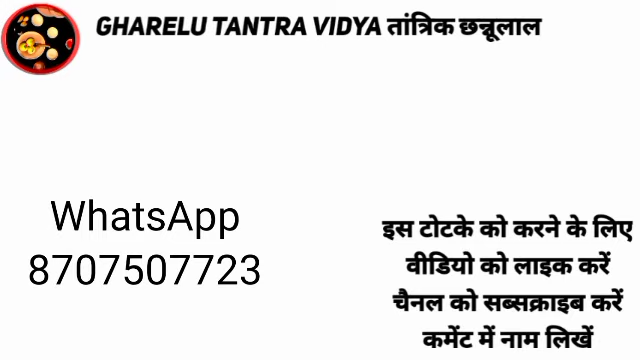 GHARELU TANTRA VIDYA तांत्रिक छन्नूलाल
WhatsApp
8707507723
इस टोटके को करने के लिए
वीडियो को लाइक करें
चैनल को सब्सक्राइब करें
कमेंट में नाम लिखें